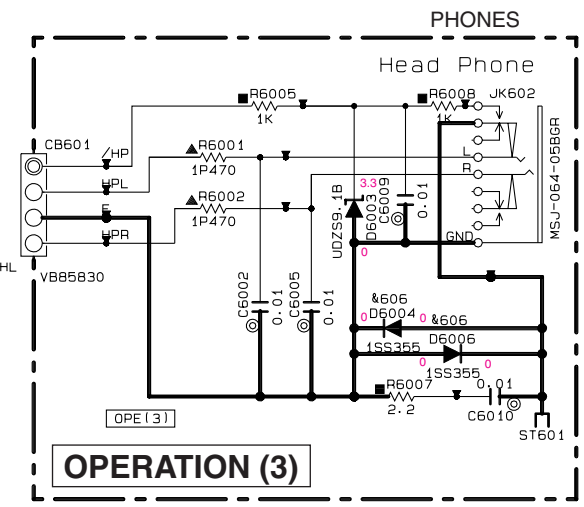 PHONES
Head Phone
CB601
/HP
HPL
E
HPR
VB85830
HL
R6005
1K
R6001
1P470
R6002
1P470
R6008
1K
JK602
L
R
GND
MSJ-064-05BGR
UDZS9.1B
3.3
D6003
C6009
0.01
0
C6002
0.01
C6005
0.01
&606
0 D6004 0 &606
1SS355
D6006
0 0
1SS355
R6007
2.2
0.01
C6010
ST601
OPE(3)
OPERATION (3)